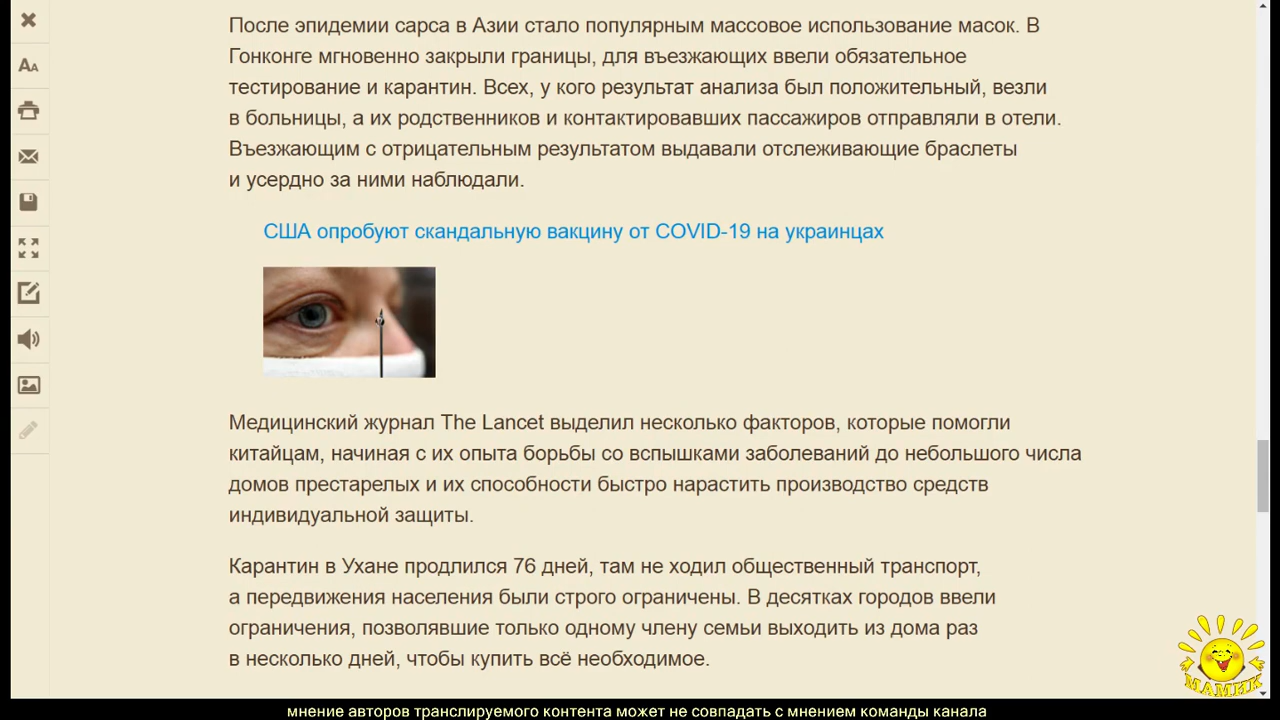 После эпидемии сарса в Азии стало популярным массовое использование масок. В
Гонконге мгновенно закрыли границы, для въезжающих ввели обязательное
тестирование и карантин. Всех, у кого результат анализа был положительный, везли
в больницы, а их родственников и контактировавших пассажиров отправляли в отели.
Въезжающим с отрицательным результатом выдавали отслеживающие браслеты
и усердно за ними наблюдали.
США опробуют скандальную вакцину от COVID-19 на украинцах
Медицинский журнал The Lancet выделил несколько факторов, которые помогли
китайцам, начиная с их опыта борьбы со вспышками заболеваний до небольшого числа
домов престарелых и их способности быстро нарастить производство средств
индивидуальной защиты.
Карантин в Ухане продлился 76 дней, там не ходил общественный транспорт,
а передвижения населения были строго ограничены. В десятках городов ввели
ограничения, позволявшие только одному члену семьи выходить из дома раз
в несколько дней, чтобы купить всё необходимое.
МАМИК
мнение авторов транслируемого контента может не совпадать с мнением команды канала